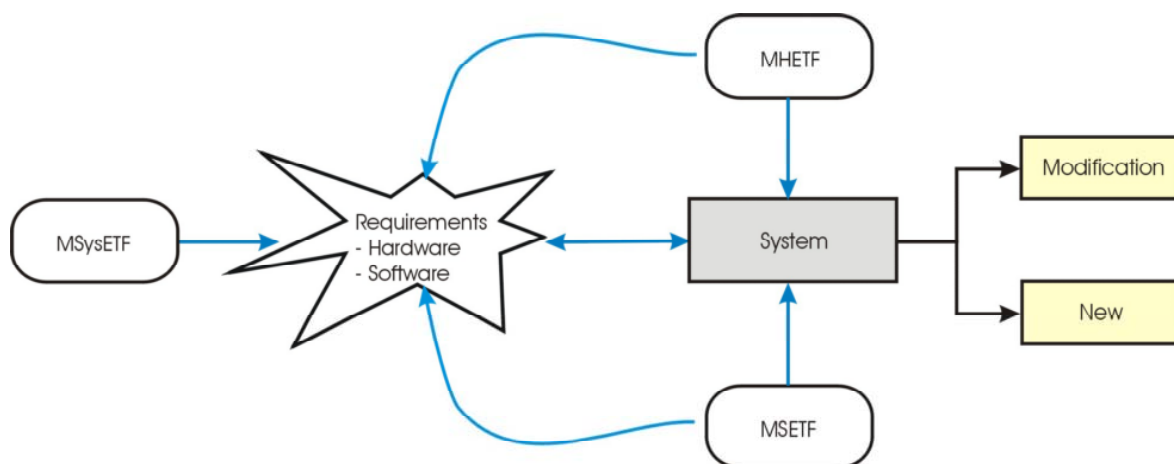 MHETF
Modification
MSysETF
Requirements
- Hardware
- Software
System
New
MSETF